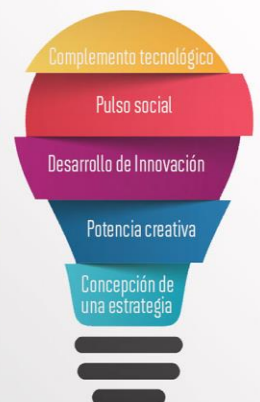 Complemento tecnológico
Pulso social
Desarrollo de Innovación
Potencia creativa
Concepción de
una estrategia